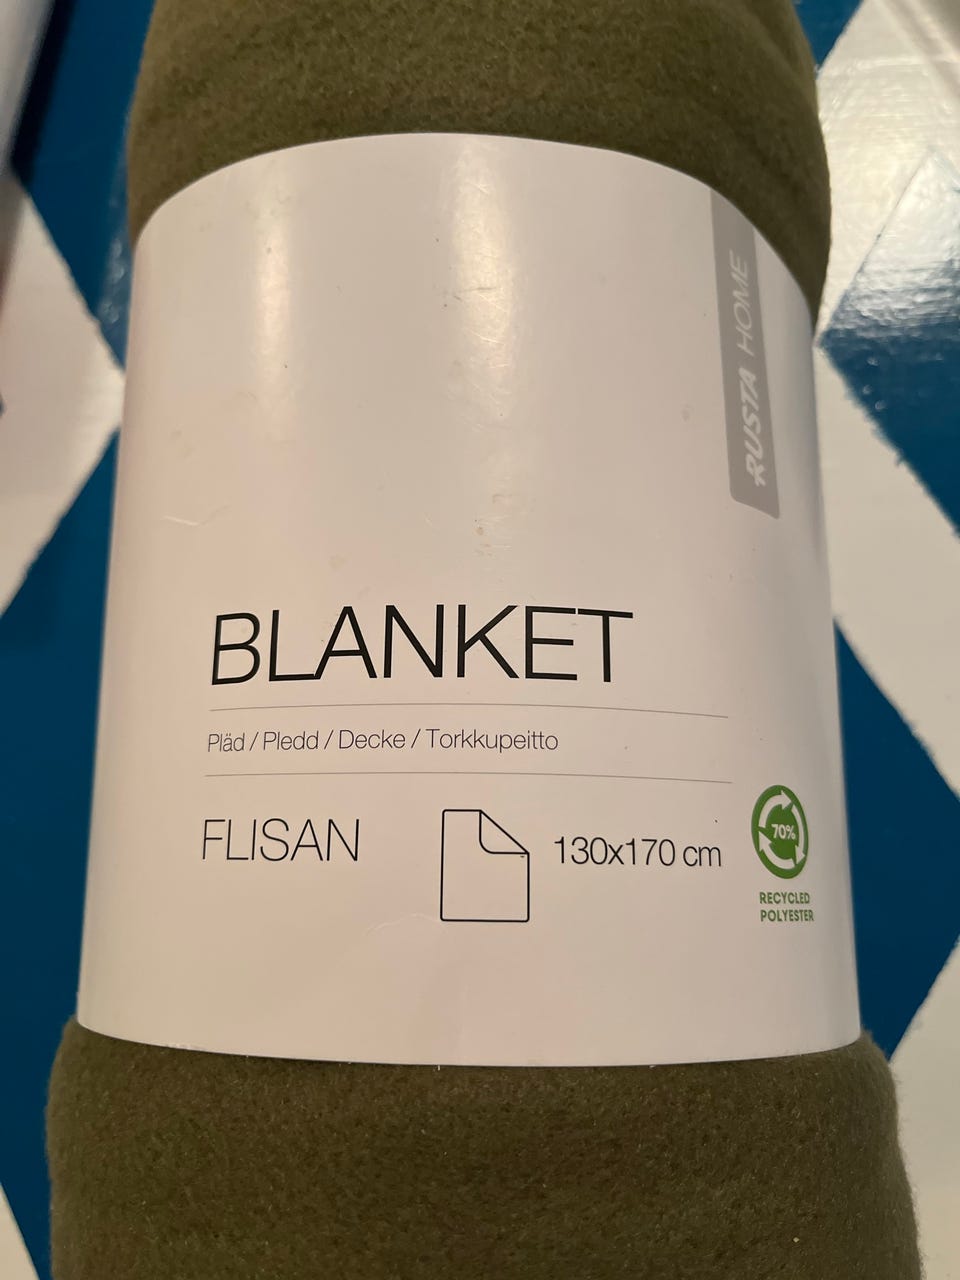 RUSTA HOME
BLANKET
Pläd / Pledd / Decke / Torkkupeitto
FLISAN
130x170 cm
70%
RECYCLED
POLYESTER